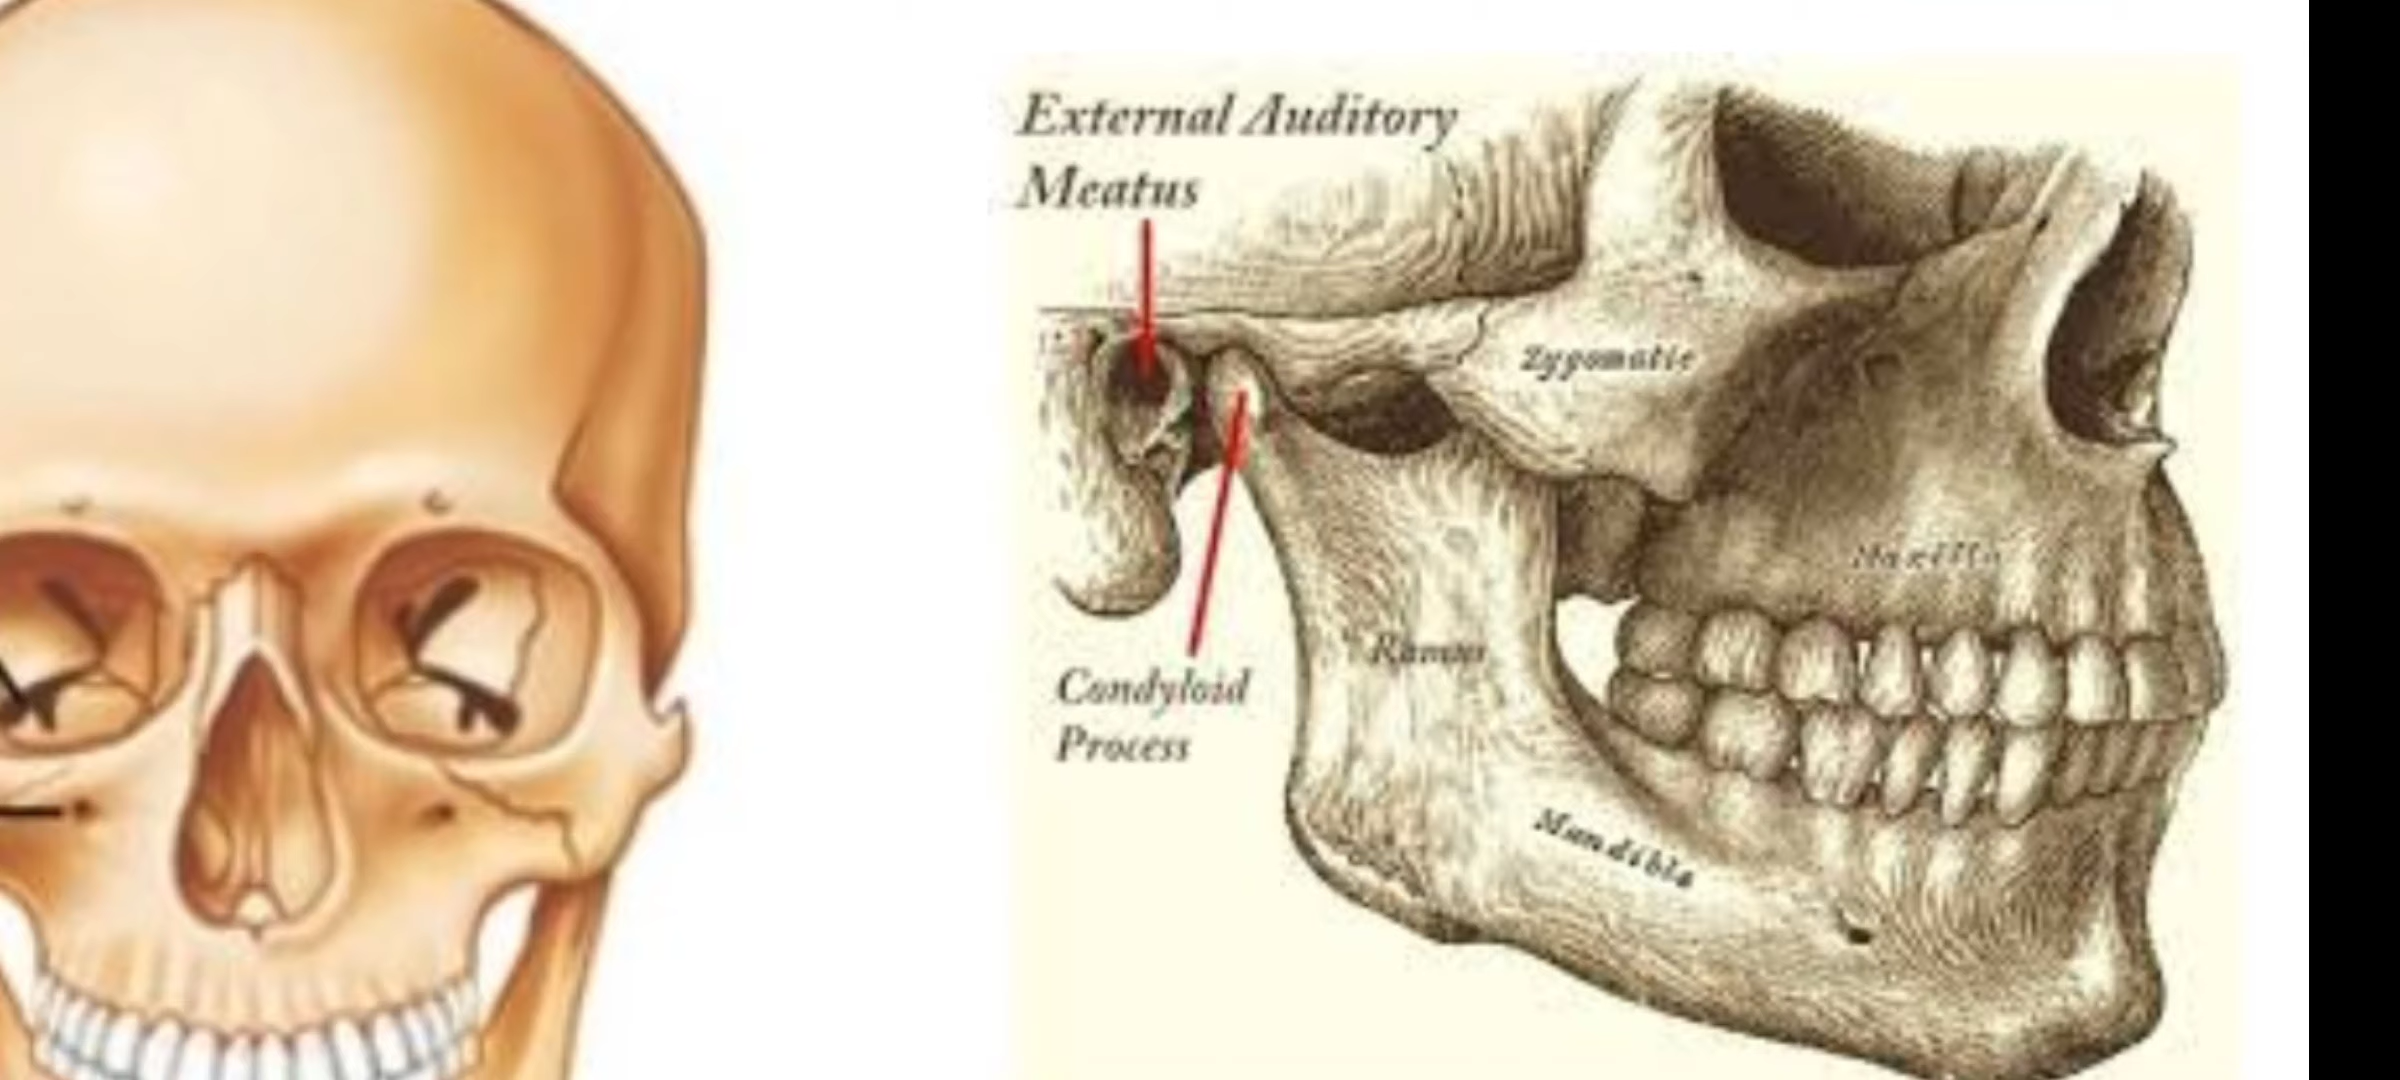 External Auditory
Meatus
Zygomatic
Maxilla
Ramus
Condyloid
Process
Mandible